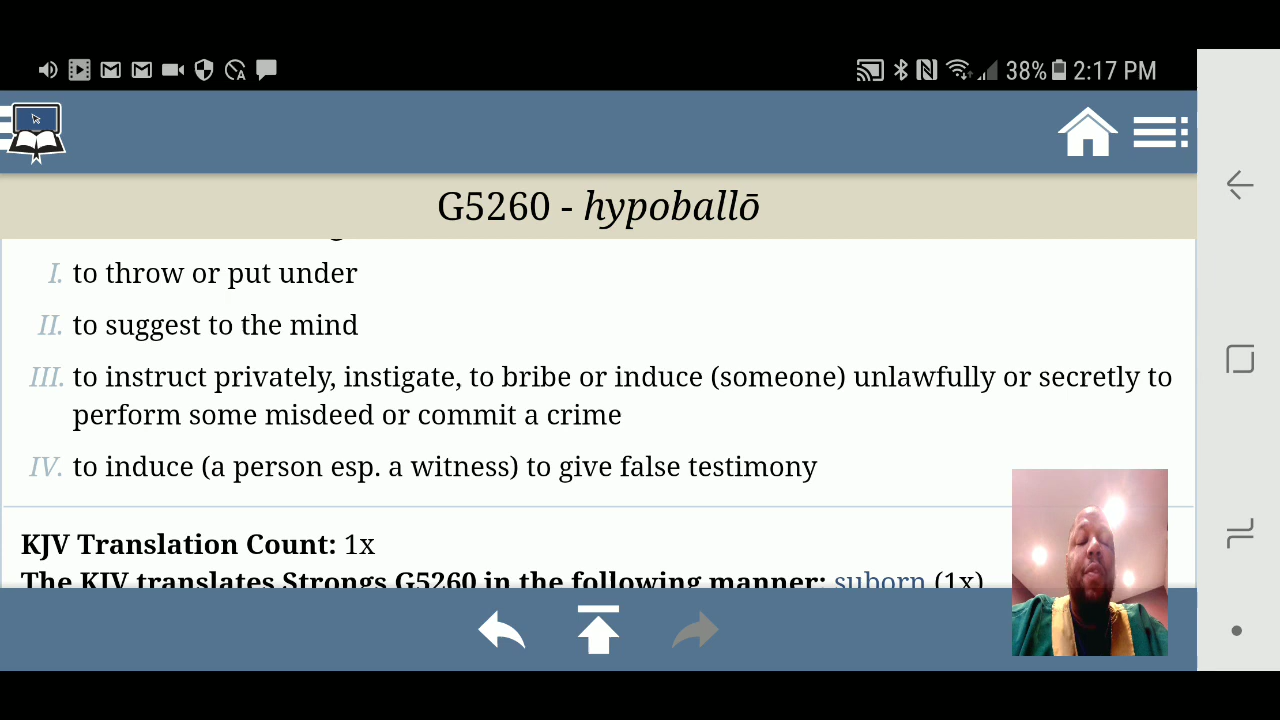 38% 2:17 PM
G5260 - hypoballō
I. to throw or put under
II. to suggest to the mind
III. to instruct privately, instigate, to bribe or induce (someone) unlawfully or secretly to
perform some misdeed or commit a crime
IV. to induce (a person esp. a witness) to give false testimony
KJV Translation Count: 1x
The KJV translates Strongs G5260 in the following manner: suborn (1x)